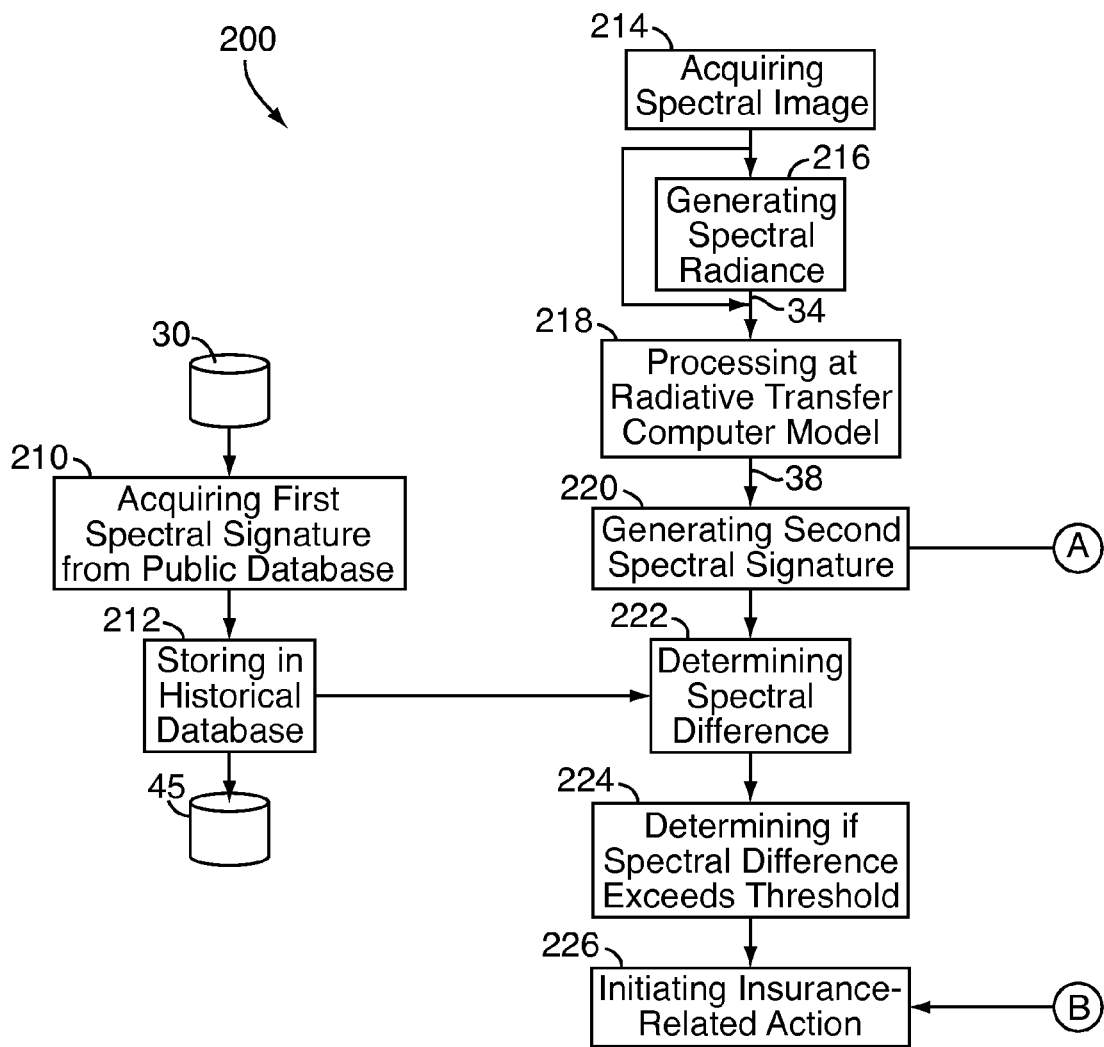 200
214
Acquiring
Spectral Image
216
Generating
Spectral
Radiance
34
218
Processing at
Radiative Transfer
Computer Model
38
30
210
Acquiring First
Spectral Signature
from Public Database
220
Generating Second
Spectral Signature
A
212
Storing in
Historical
Database
222
Determining
Spectral
Difference
45
224
Determining if
Spectral Difference
Exceeds Threshold
226
Initiating Insurance-
Related Action
B